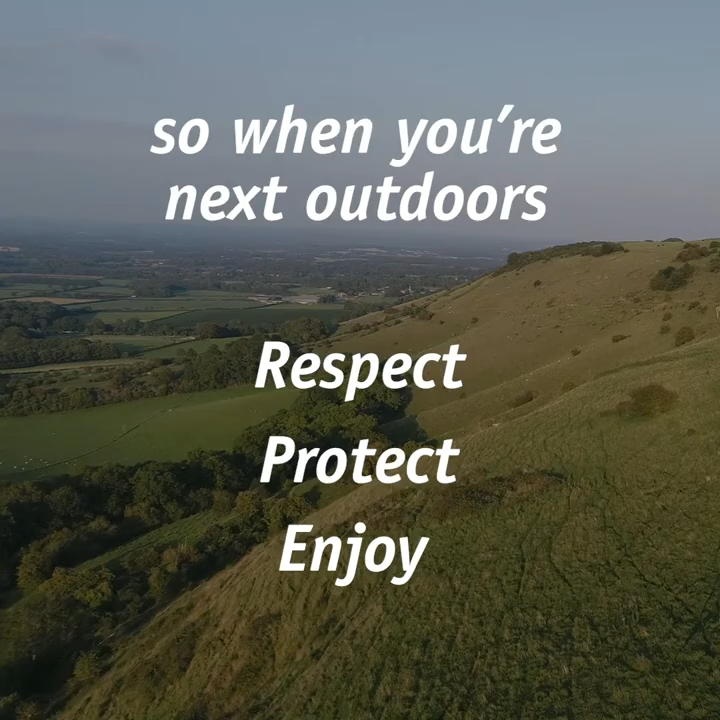 so when you’re
next outdoors
Respect
Protect
Enjoy